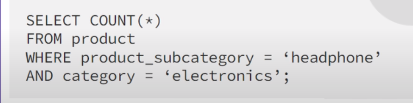 SELECT COUNT(*)
FROM product
WHERE product_subcategory = ‘headphone’
AND category = ‘electronics’;